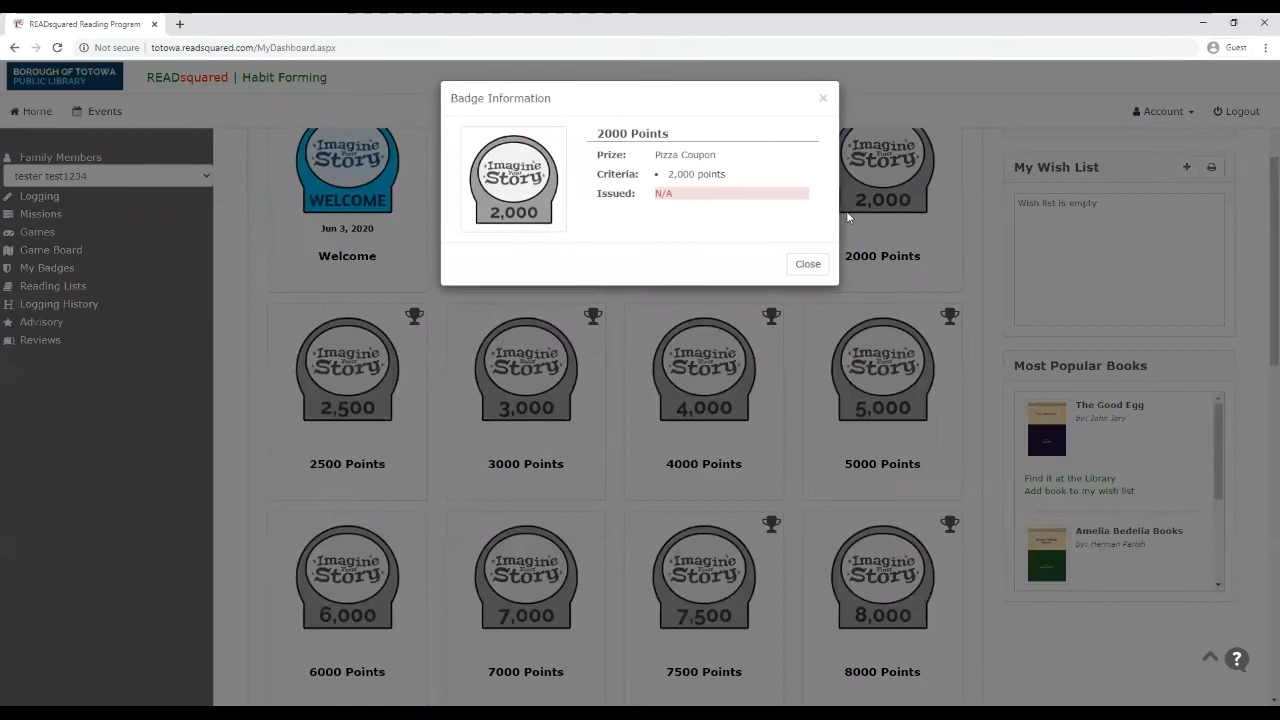 READsquared Reading Program
Not secure
totowa.readsquared.com/MyDashboard.aspx
Guest
BOROUGH OF TOTOWA
PUBLIC LIBRARY
READsquared | Habit Forming
Home
Events
Account
Logout
Family Members
tester test1234
Logging
Missions
Games
Game Board
My Badges
Reading Lists
Logging History
Advisory
Reviews
Badge Information
×
Imagine
Your
Story
2,000
2000 Points
Prize: Pizza Coupon
Criteria: • 2,000 points
Issued: N/A
Close
Imagine
Your
Story
WELCOME
Jun 3, 2020
Welcome
Imagine
Your
Story
2,000
2000 Points
Imagine
Your
Story
2,500
2500 Points
Imagine
Your
Story
3,000
3000 Points
Imagine
Your
Story
4,000
4000 Points
Imagine
Your
Story
5,000
5000 Points
Imagine
Your
Story
6,000
6000 Points
Imagine
Your
Story
7,000
7000 Points
Imagine
Your
Story
7,500
7500 Points
Imagine
Your
Story
8,000
8000 Points
My Wish List
Wish list is empty
Most Popular Books
The Good Egg
by: John Jory
Find it at the Library
Add book to my wish list
Amelia Bedelia Books
by: Herman Parish
?